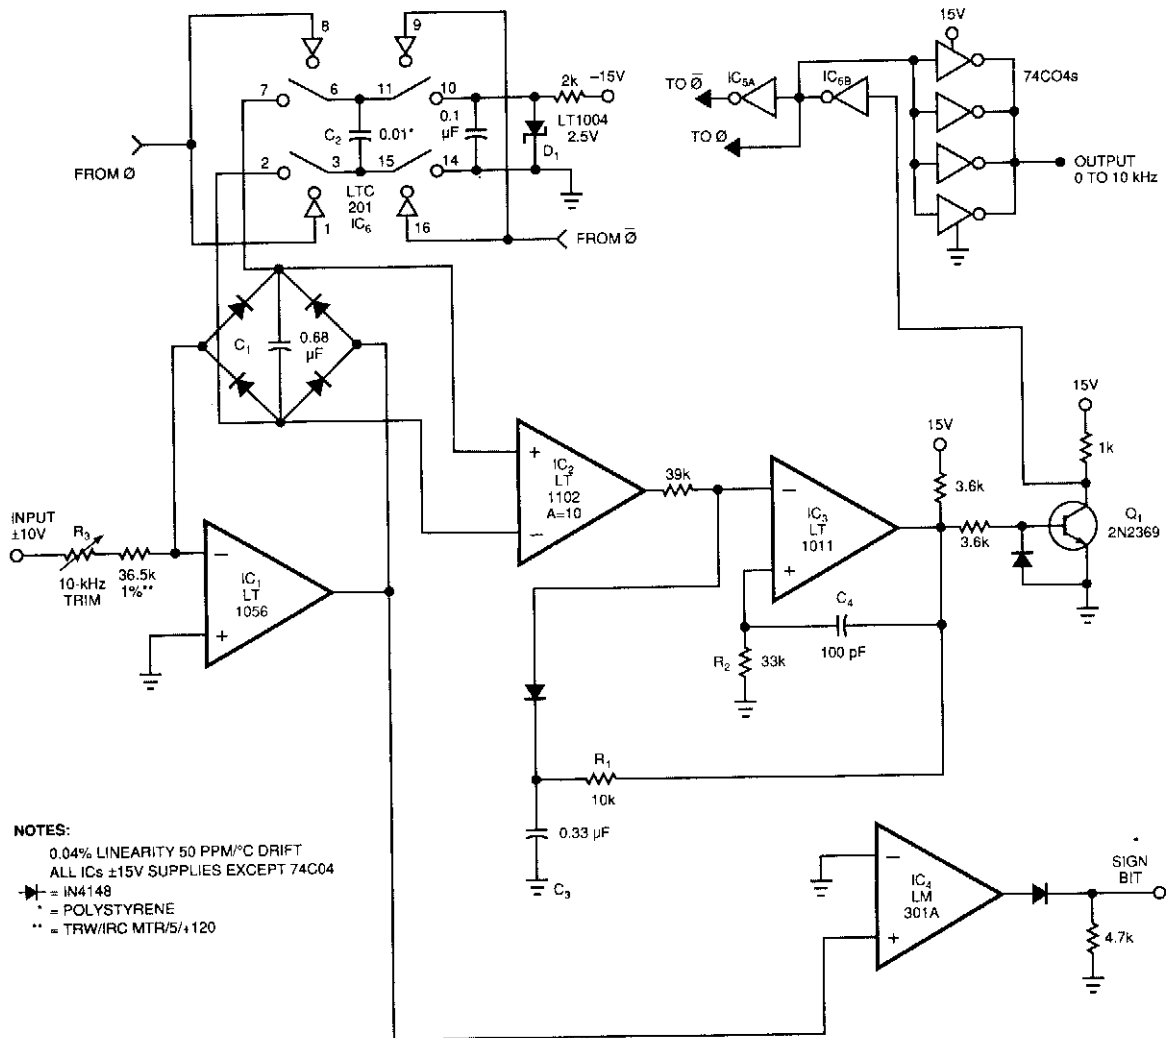 8
9
15V
7
6
11
10
2k
−15V
C2
0.01*
0.1
µF
LT1004
2.5V
D1
FROM Ø
2
3
15
14
LTC
201
IC6
1
16
FROM Ø̅
IC5A
IC5B
74CO4s
TO Ø̅
TO Ø
OUTPUT
0 TO 10 kHz
C1
0.68
µF
INPUT
±10V
R3
10-kHz
TRIM
36.5k
1%**
−
IC1
LT
1056
+
+
IC2
LT
1102
A=10
−
39k
−
IC3
LT
1011
+
15V
3.6k
3.6k
15V
1k
Q1
2N2369
C4
100 pF
R2
33k
R1
10k
0.33 µF
C3
NOTES:
0.04% LINEARITY 50 PPM/°C DRIFT
ALL ICs ±15V SUPPLIES EXCEPT 74C04
= IN4148
* = POLYSTYRENE
** = TRW/IRC MTR/5/+120
−
IC4
LM
301A
+
SIGN
BIT
4.7k